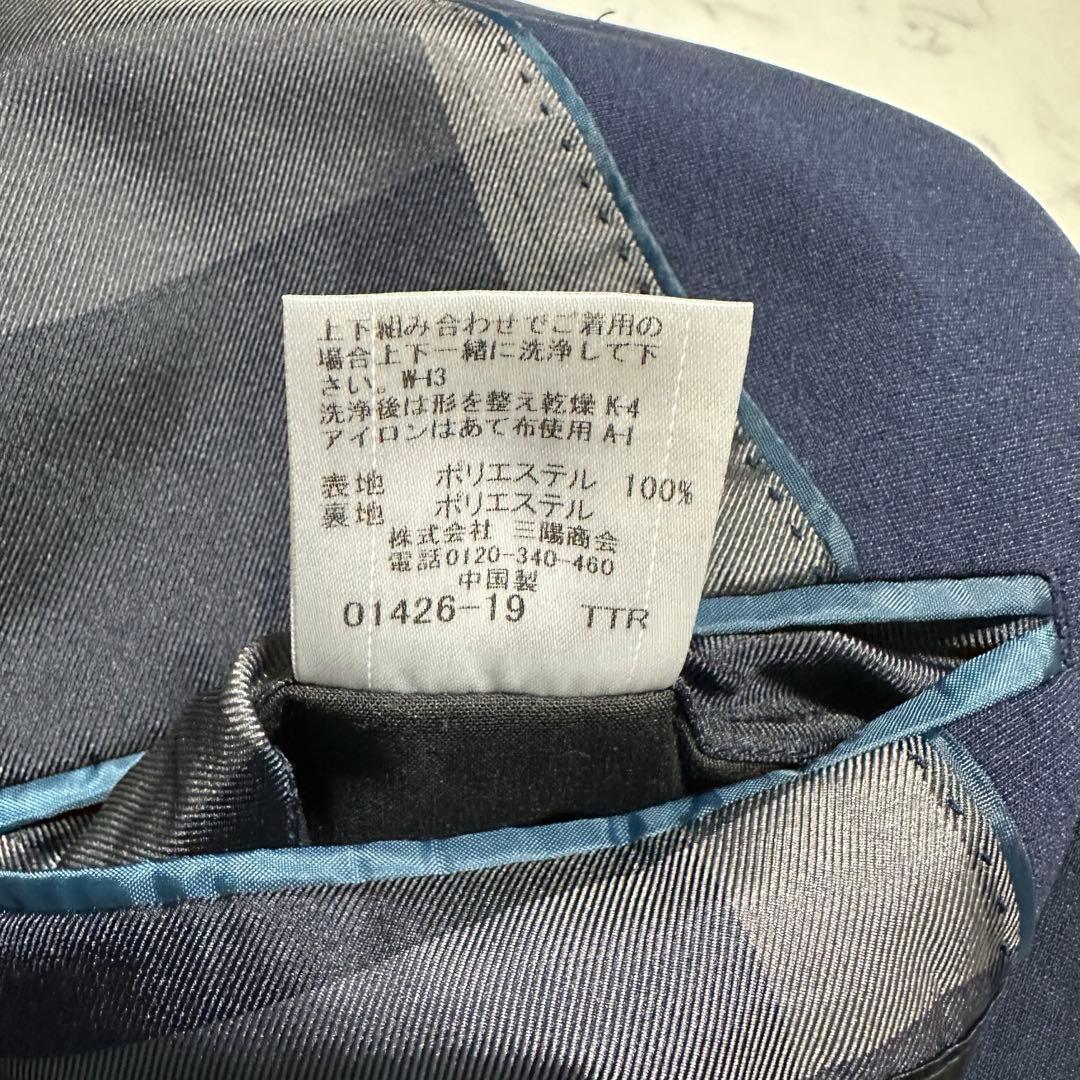 上下組み合わせでご着用の
場合上下一緒に洗浄して下
さい。W-13
洗浄後は形を整え乾燥 K-4
アイロンはあて布使用 A-1
表地 ポリエステル 100%
裏地 ポリエステル
株式会社 三陽商会
電話0120-340-460
中国製
01426-19 TTR